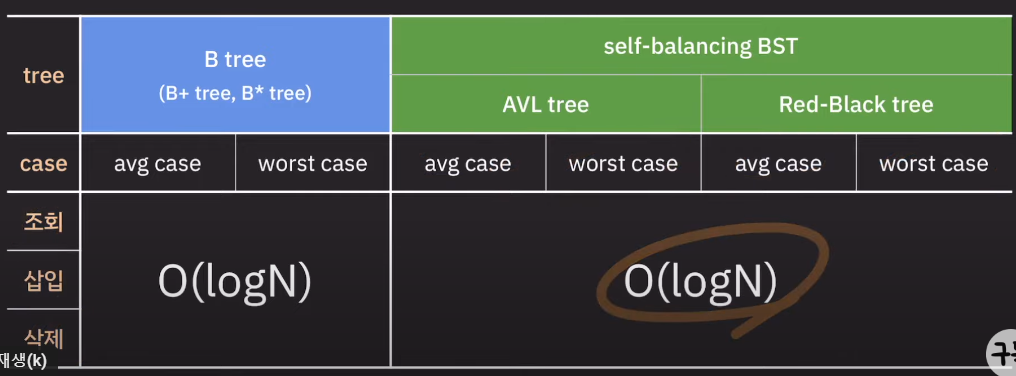 tree
B tree
(B+ tree, B* tree)
self-balancing BST
AVL tree
Red-Black tree
case
avg case
worst case
avg case
worst case
avg case
worst case
조회
삽입
삭제
O(logN)
O(logN)
재생(k)